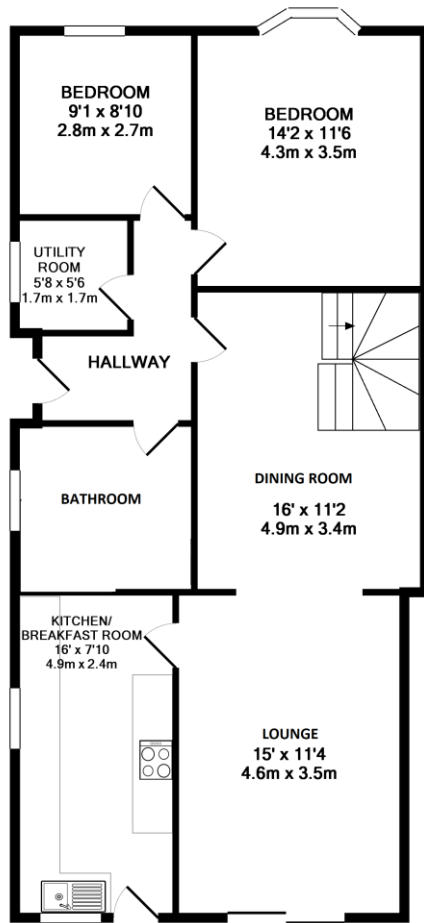 BEDROOM
9'1 x 8'10
2.8m x 2.7m
BEDROOM
14'2 x 11'6
4.3m x 3.5m
UTILITY
ROOM
5'8 x 5'6
1.7m x 1.7m
HALLWAY
BATHROOM
DINING ROOM
16' x 11'2
4.9m x 3.4m
KITCHEN/
BREAKFAST ROOM
16' x 7'10
4.9m x 2.4m
LOUNGE
15' x 11'4
4.6m x 3.5m